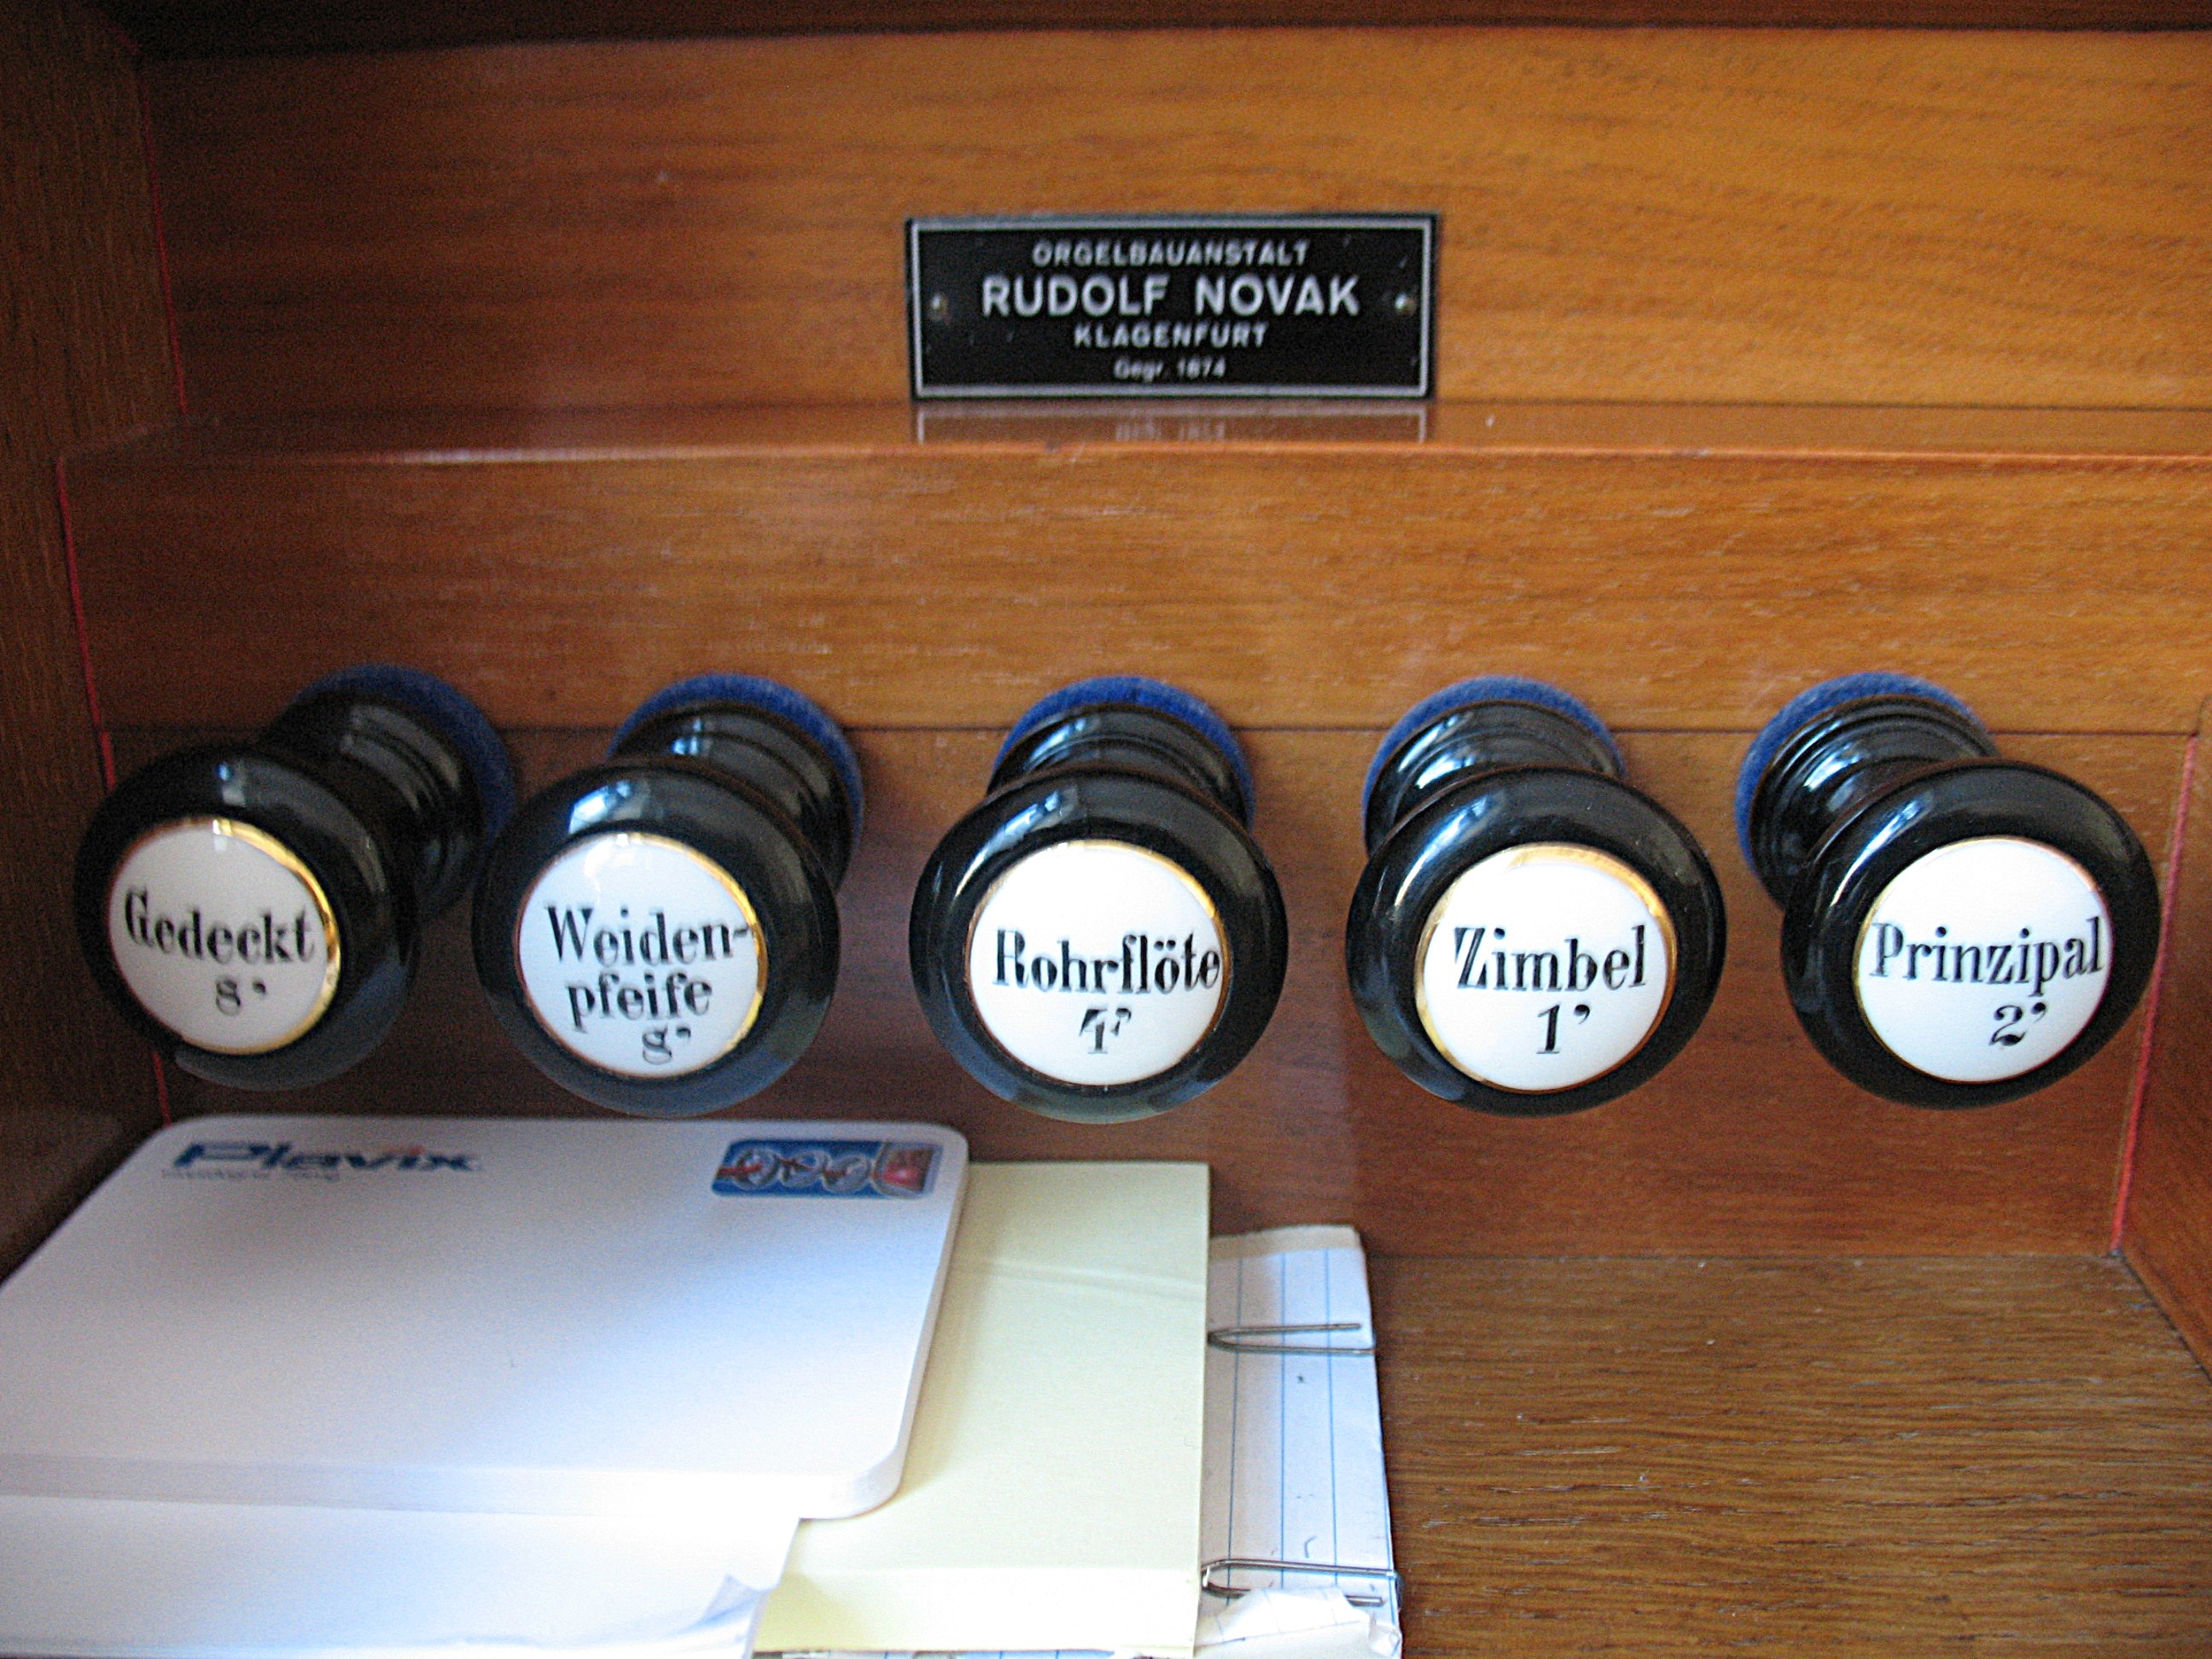 ORGELBAUANSTALT
RUDOLF NOVAK
KLAGENFURT
Gegr. 1874
Gedeckt
8'
Weiden-
pfeife
8'
Rohrflöte
4'
Zimbel
1'
Prinzipal
2'
Plavix